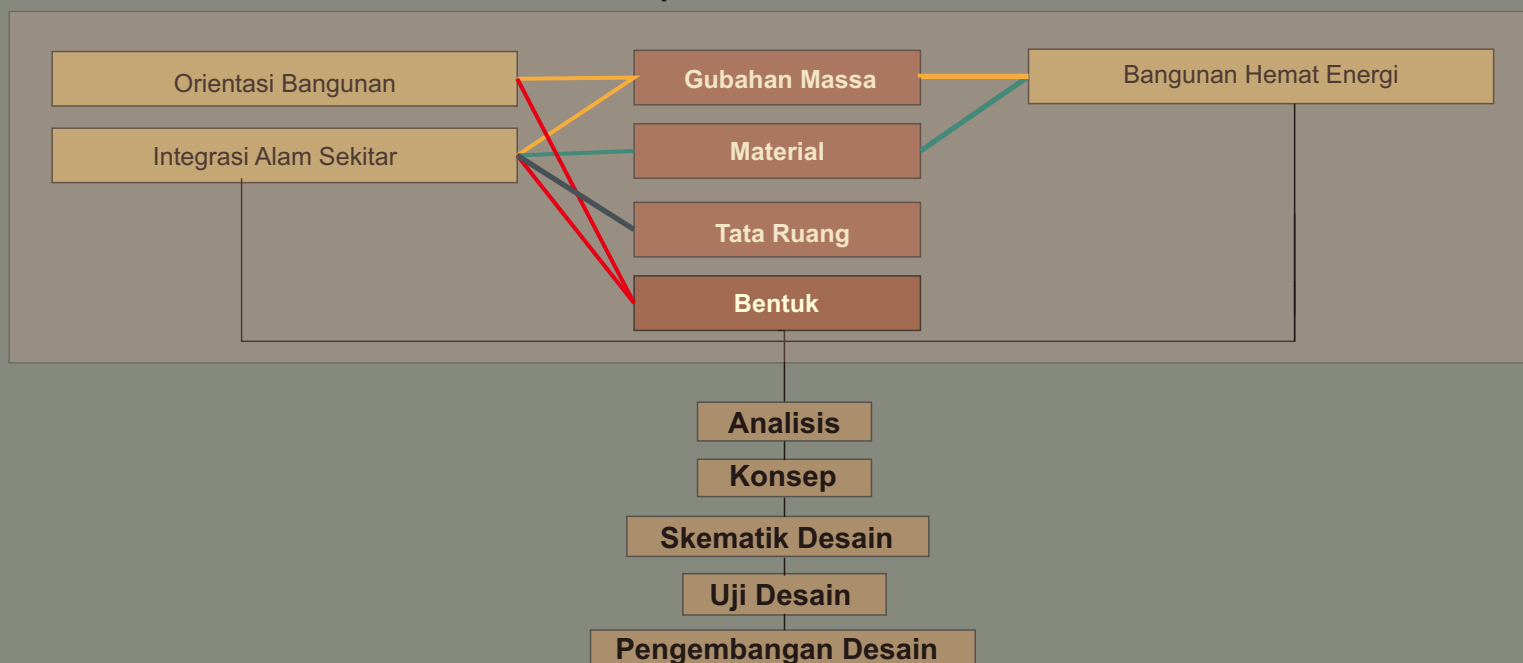 Orientasi Bangunan
Integrasi Alam Sekitar
Gubahan Massa
Material
Tata Ruang
Bentuk
Bangunan Hemat Energi
Analisis
Konsep
Skematik Desain
Uji Desain
Pengembangan Desain